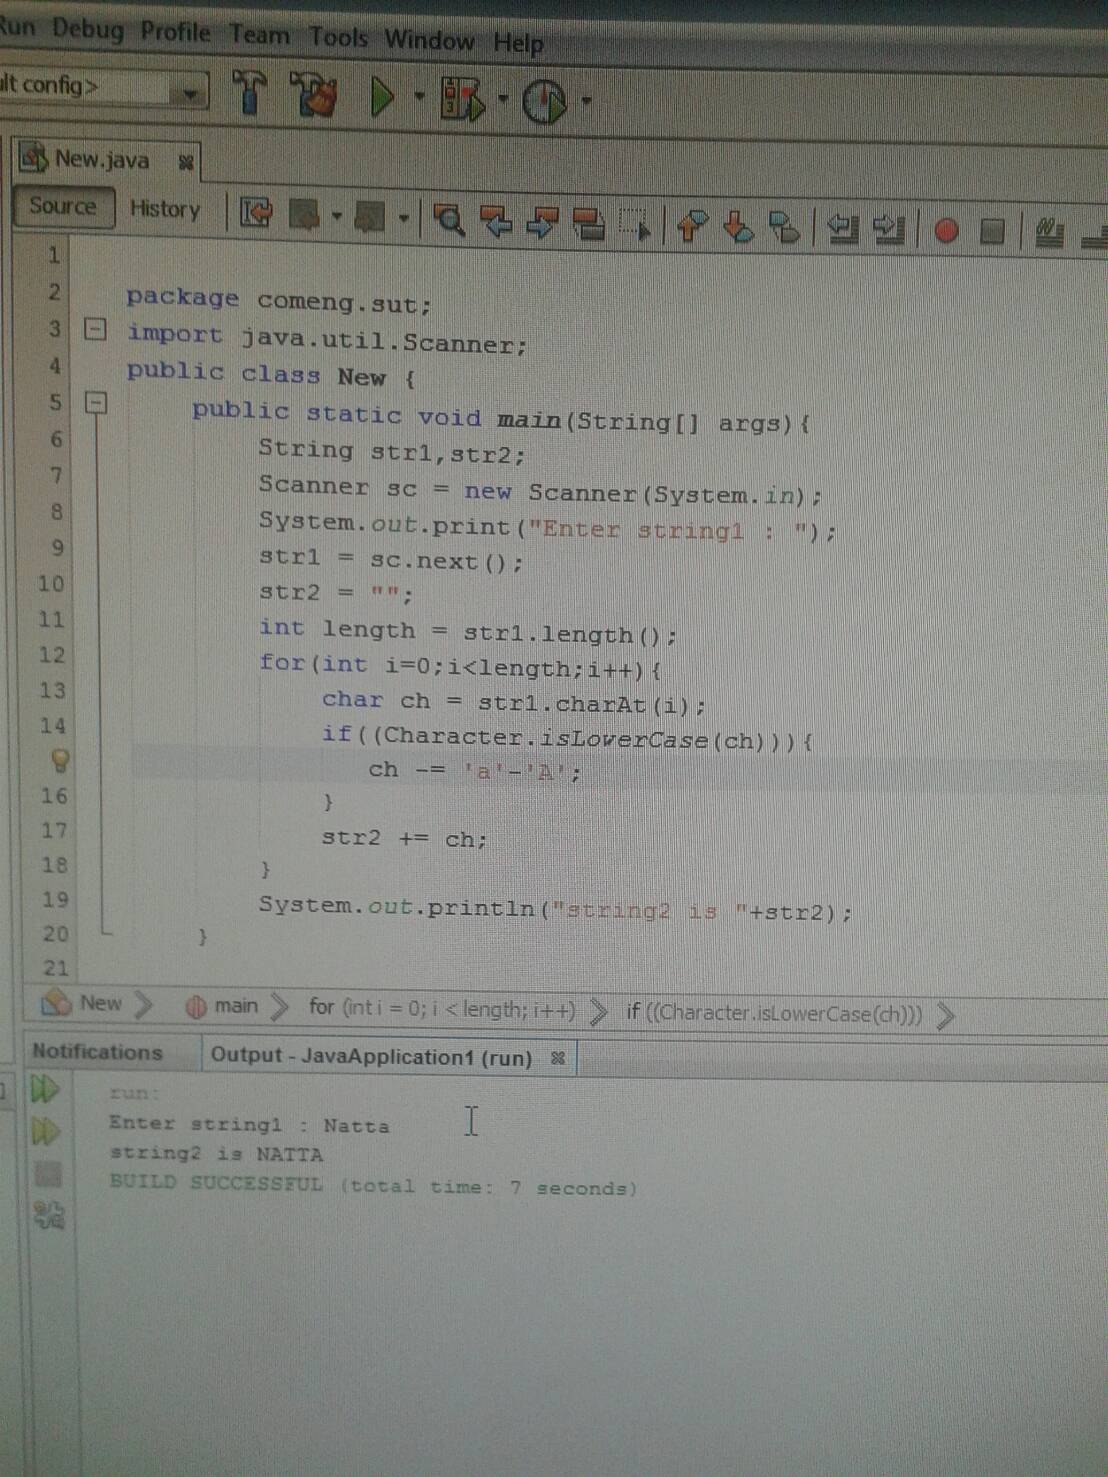 Run Debug Profile Team Tools Window Help
ult config>
New.java
Source History
1
2 package comeng.sut;
3 import java.util.Scanner;
4 public class New {
5 public static void main(String[] args){
6 String str1,str2;
7 Scanner sc = new Scanner(System.in);
8 System.out.print("Enter string1 : ");
9 str1 = sc.next();
10 str2 = "";
11 int length = str1.length();
12 for(int i=0;i<length;i++){
13 char ch = str1.charAt(i);
14 if((Character.isLowerCase(ch))){
ch -= 'a'-'A';
16 }
17 str2 += ch;
18 }
19 System.out.println("string2 is "+str2);
20 }
21
New main for (int i = 0; i < length; i++) if ((Character.isLowerCase(ch)))
Notifications Output - JavaApplication1 (run)
run:
Enter string1 : Natta
string2 is NATTA
BUILD SUCCESSFUL (total time: 7 seconds)